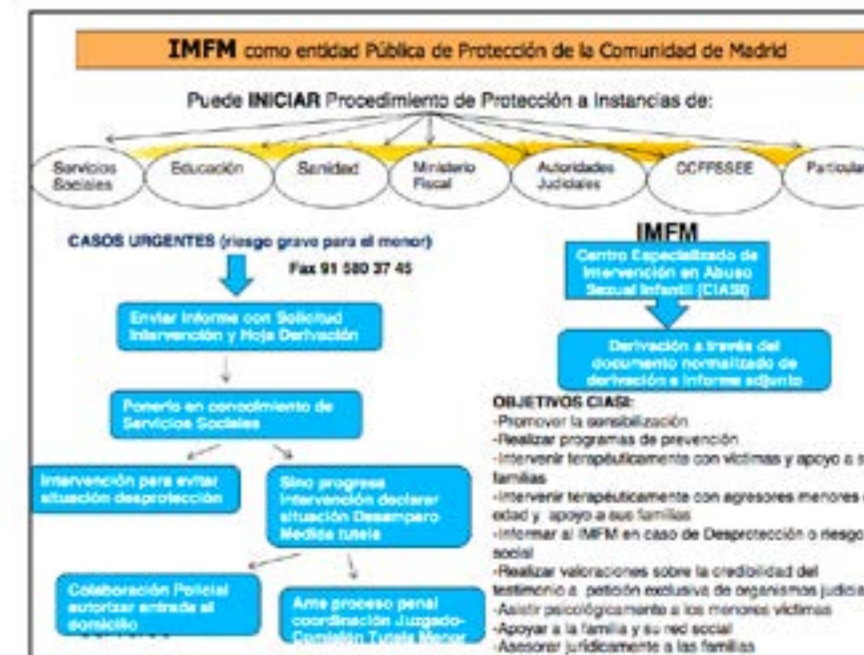 IMFM como entidad Pública de Protección de la Comunidad de Madrid
Puede INICIAR Procedimiento de Protección a Instancias de:
Servicios
Sociales
Educación
Sanidad
Ministerio
Fiscal
Autoridades
Judiciales
CCFFSSEE
Particular
CASOS URGENTES (riesgo grave para el menor)
Fax 91 580 37 45
Enviar Informe con Solicitud
Intervención y Hoja Derivación
Ponerlo en conocimiento de
Servicios Sociales
Intervención para evitar
situación desprotección
Sino progresa
Intervención declarar
situación Desamparo
Medida tutela
Colaboración Policial
autorizar entrada al
domicilio
Ante proceso penal
coordinación Juzgado-
Comisión Tutela Menor
IMFM
Centro Especializado de
Intervención en Abuso
Sexual Infantil (CIASI)
Derivación a través del
documento normalizado de
derivación e informe adjunto
OBJETIVOS CIASI:
-Promover la sensibilización
-Realizar programas de prevención
-Intervenir terapéuticamente con víctimas y apoyo a
familias
-Intervenir terapéuticamente con agresores menores
edad y apoyo a sus familias
-Informar al IMFM en caso de Desprotección o riesgo
social
-Realizar valoraciones sobre la credibilidad del
testimonio a petición exclusiva de organismos
-Asistir psicológicamente a los menores víctimas
-Apoyar a la familia y su red social
-Asesorar jurídicamente a las familias